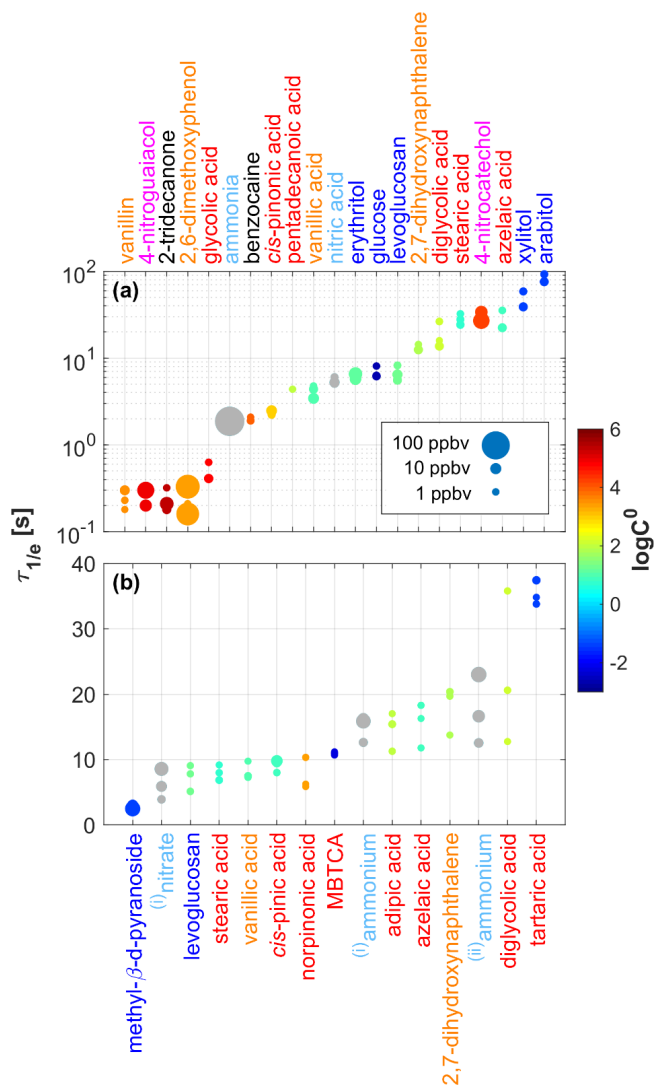 vanillin
4-nitroguaiacol
2-tridecanone
2,6-dimethoxyphenol
glycolic acid
ammonia
benzocaine
cis-pinonic acid
pentadecanoic acid
vanillic acid
nitric acid
erythritol
glucose
levoglucosan
2,7-dihydroxynaphthalene
diglycolic acid
stearic acid
4-nitrocatechol
azelaic acid
xylitol
arabitol
(a)
10²
10¹
10⁰
10⁻¹
100 ppbv
10 ppbv
1 ppbv
τ1/e [s]
6
4
2
0
-2
logC⁰
(b)
40
30
20
10
0
methyl-β-d-pyranoside
(i)nitrate
levoglucosan
stearic acid
vanillic acid
cis-pinic acid
norpinonic acid
MBTCA
(i)ammonium
adipic acid
azelaic acid
2,7-dihydroxynaphthalene
(ii)ammonium
diglycolic acid
tartaric acid